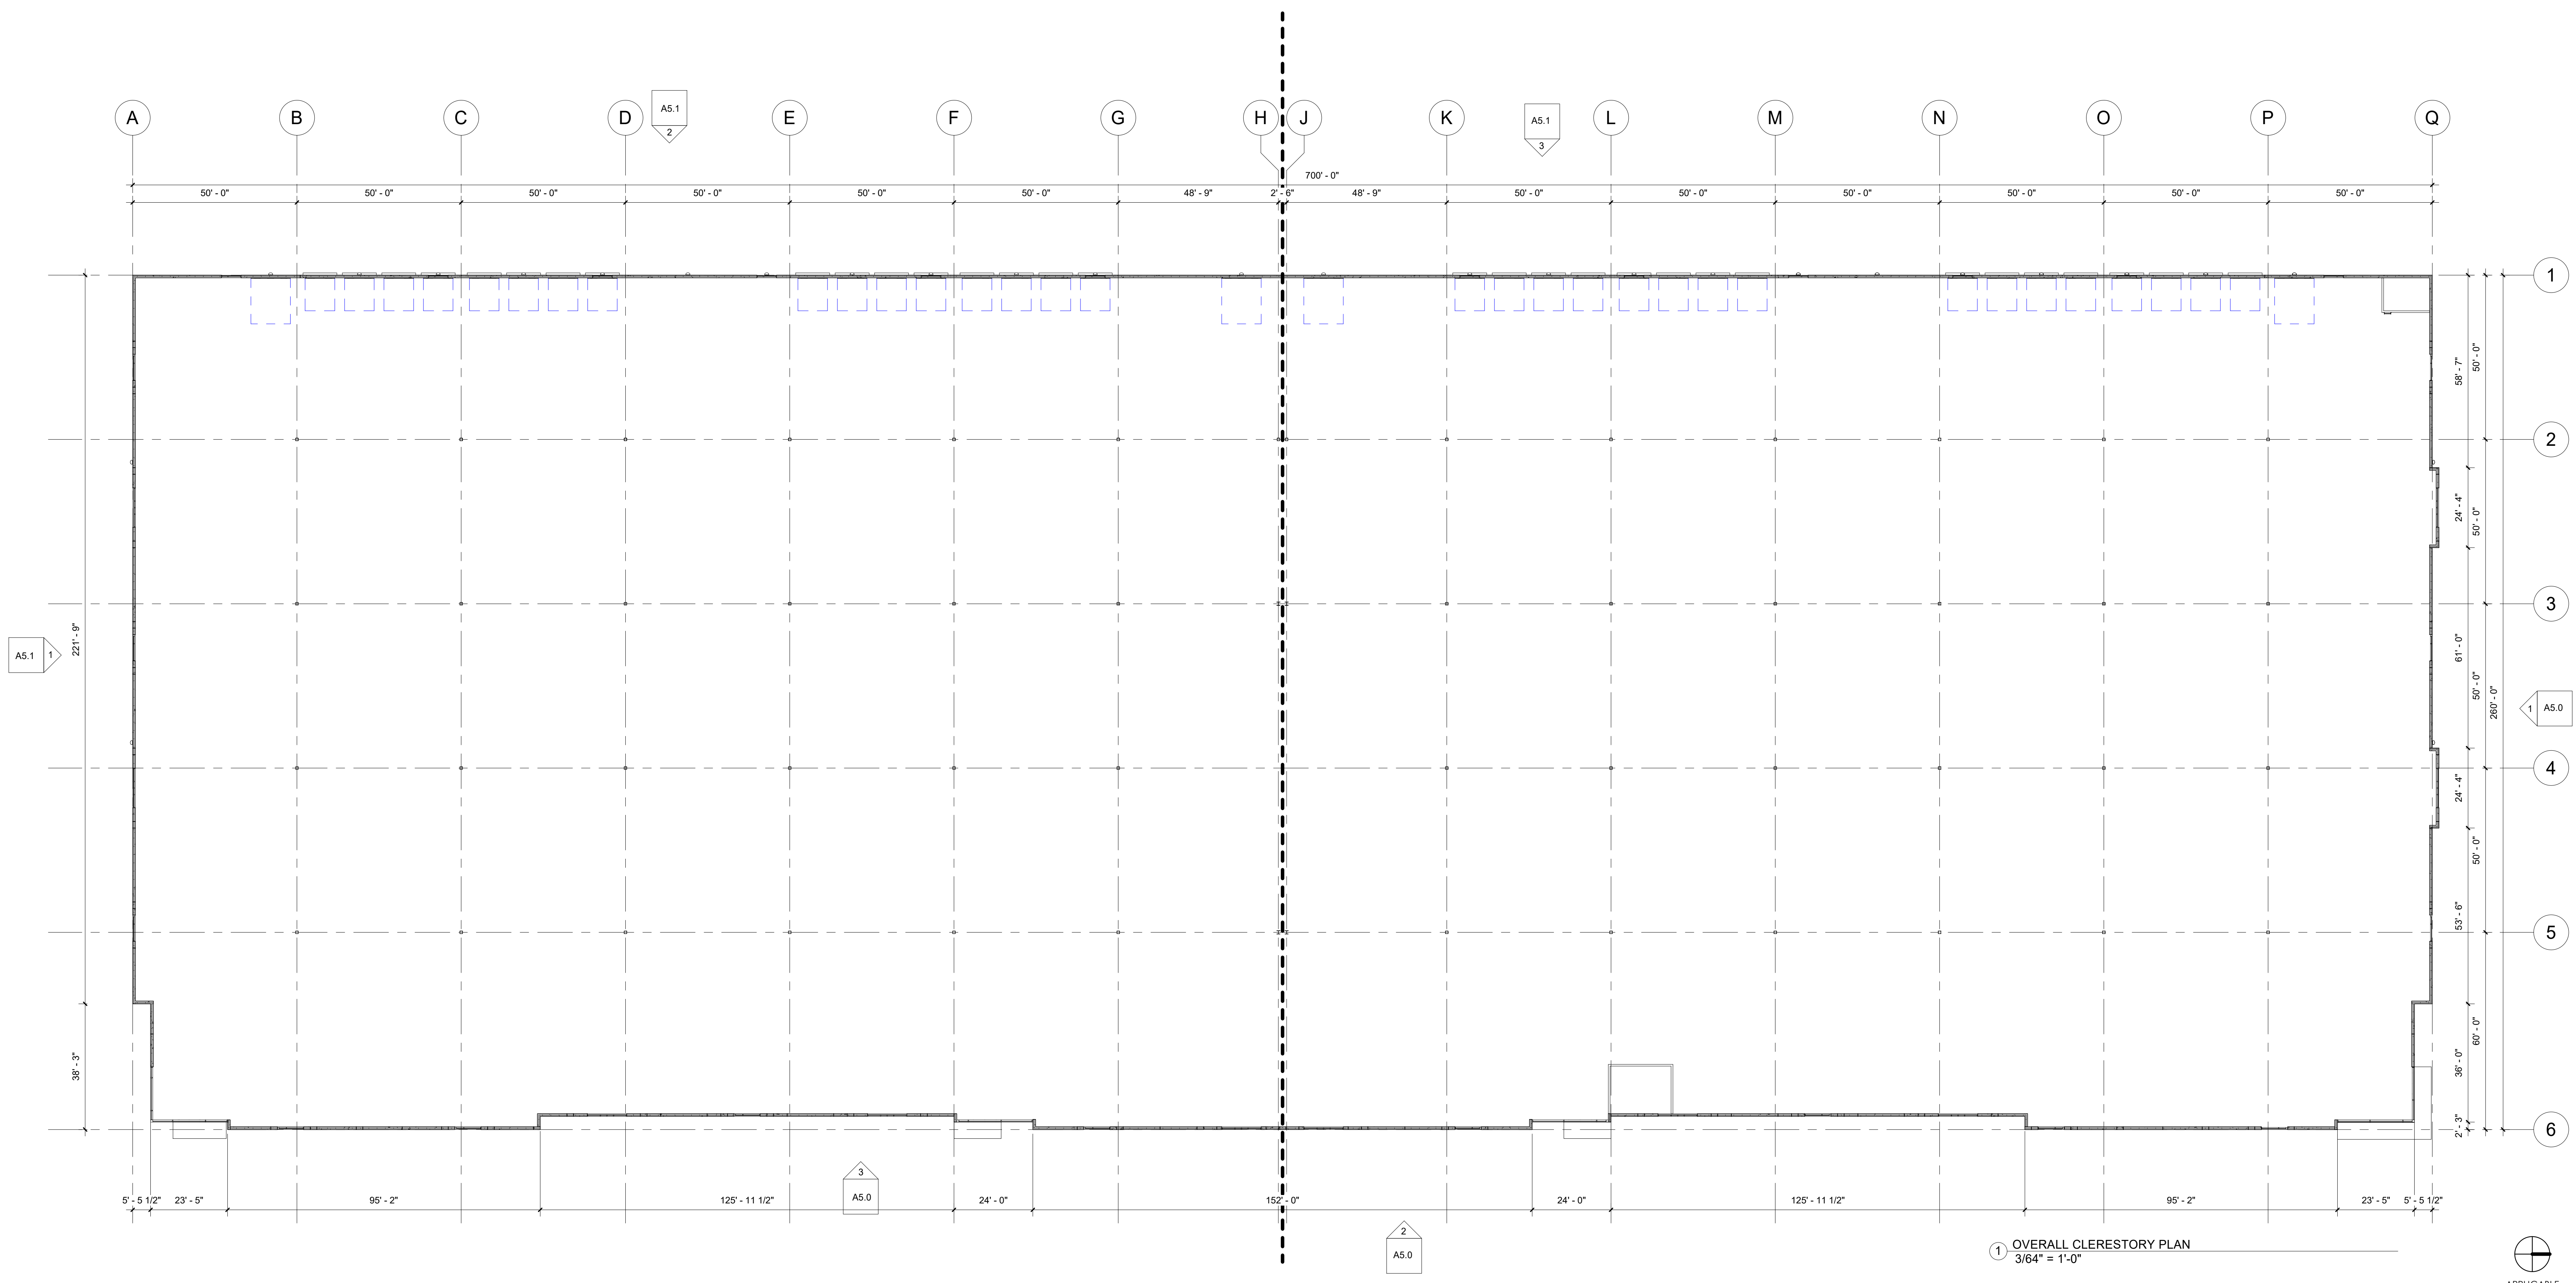 A B C D E F G H J K L M N O P Q
A5.1
2
A5.1
3
700' - 0"
50' - 0" 50' - 0" 50' - 0" 50' - 0" 50' - 0" 50' - 0" 48' - 9" 2' - 6" 48' - 9" 50' - 0" 50' - 0" 50' - 0" 50' - 0" 50' - 0" 50' - 0"
1
2
3
4
5
6
58' - 7"
24' - 4"
61' - 0"
24' - 4"
53' - 6"
36' - 0"
2' - 3"
50' - 0"
50' - 0"
50' - 0"
50' - 0"
60' - 0"
260' - 0"
221' - 9"
38' - 3"
A5.1 1
1 A5.0
5' - 5 1/2" 23' - 5" 95' - 2" 125' - 11 1/2" 24' - 0" 152' - 0" 24' - 0" 125' - 11 1/2" 95' - 2" 23' - 5" 5' - 5 1/2"
3
A5.0
2
A5.0
1 OVERALL CLERESTORY PLAN
3/64" = 1'-0"